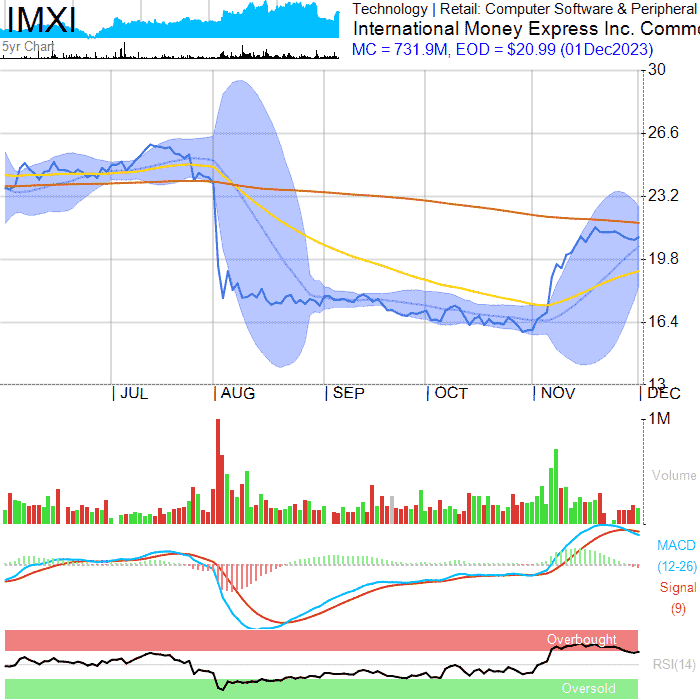 IMXI
5yr Chart
Technology | Retail: Computer Software & Peripheral
International Money Express Inc. Commo
MC = 731.9M, EOD = $20.99 (01Dec2023)
30
26.6
23.2
19.8
16.4
13
JUL AUG SEP OCT NOV DEC
1M
Volume
MACD
(12-26)
Signal
(9)
Overbought
RSI(14)
Oversold